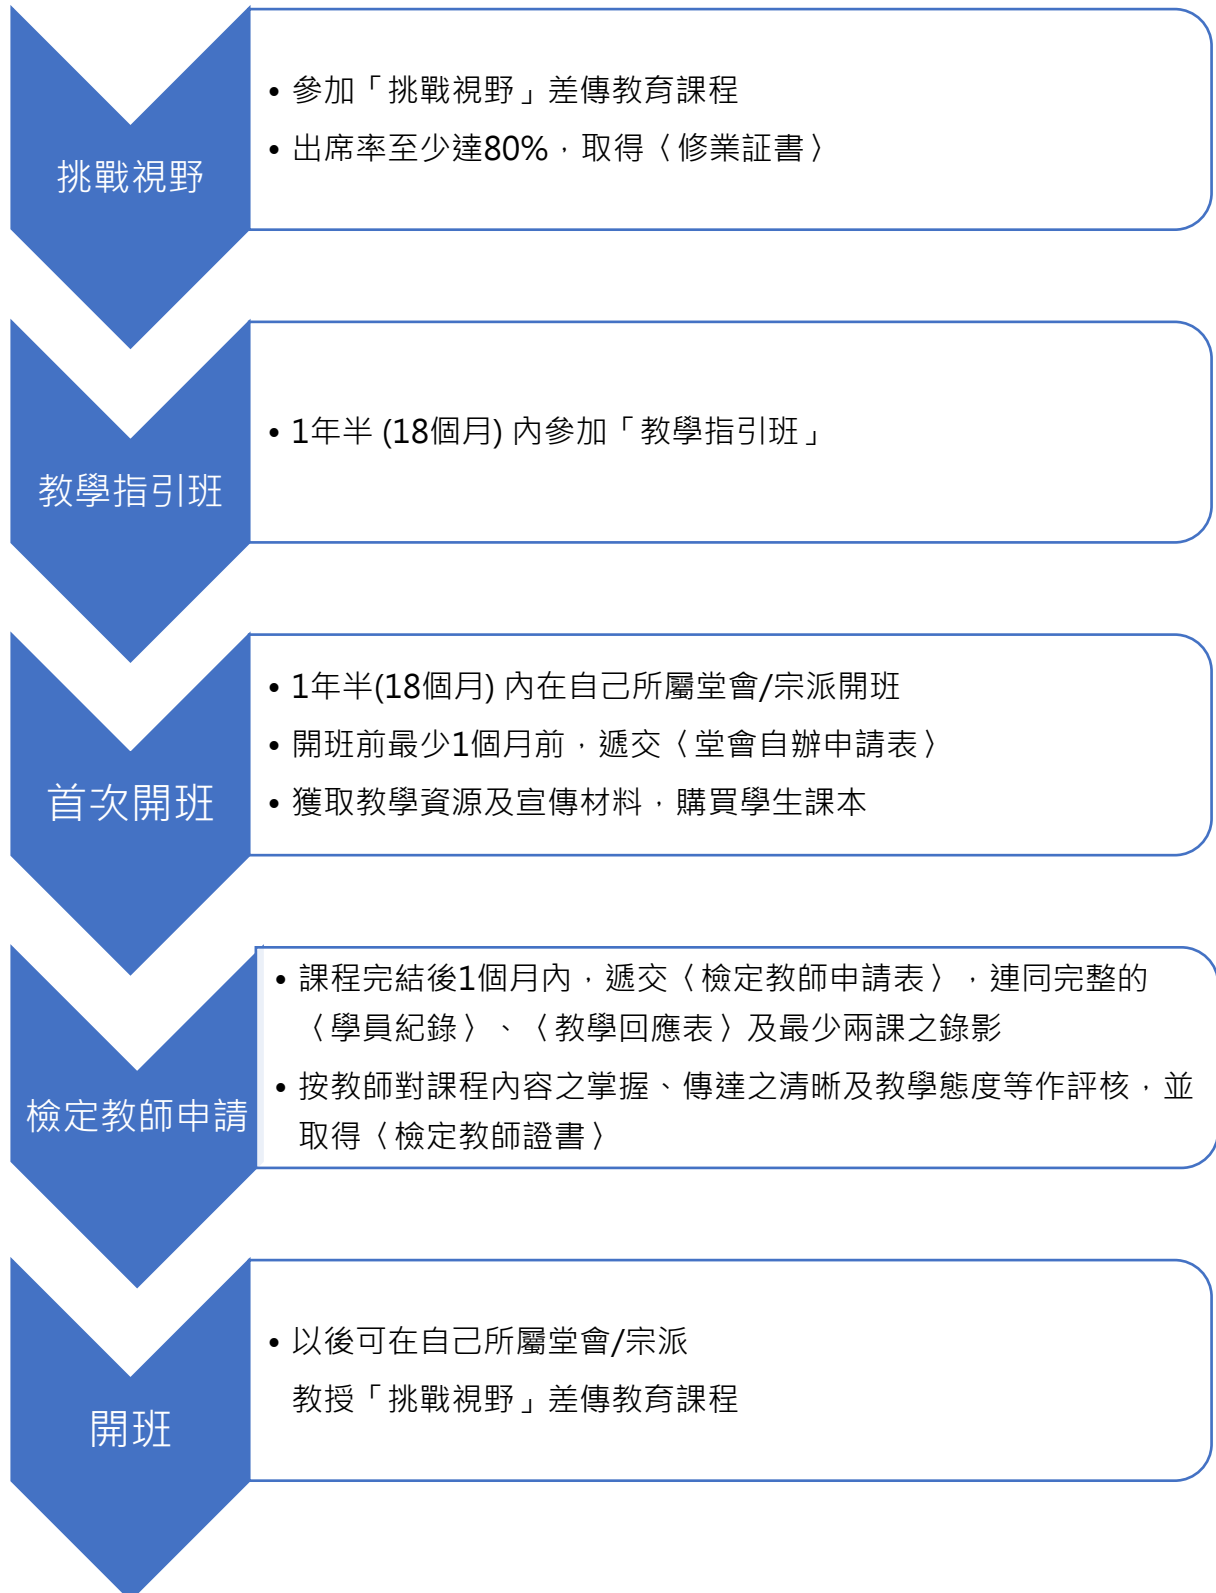 挑戰視野
• 參加「挑戰視野」差傳教育課程
• 出席率至少達80%，取得〈修業証書〉
教學指引班
• 1年半 (18個月) 內參加「教學指引班」
首次開班
• 1年半(18個月) 內在自己所屬堂會/宗派開班
• 開班前最少1個月前，遞交〈堂會自辦申請表〉
• 獲取教學資源及宣傳材料，購買學生課本
檢定教師申請
• 課程完結後1個月內，遞交〈檢定教師申請表〉，連同完整的
〈學員紀錄〉、〈教學回應表〉及最少兩課之錄影
• 按教師對課程內容之掌握、傳達之清晰及教學態度等作評核，並
取得〈檢定教師證書〉
開班
• 以後可在自己所屬堂會/宗派
教授「挑戰視野」差傳教育課程